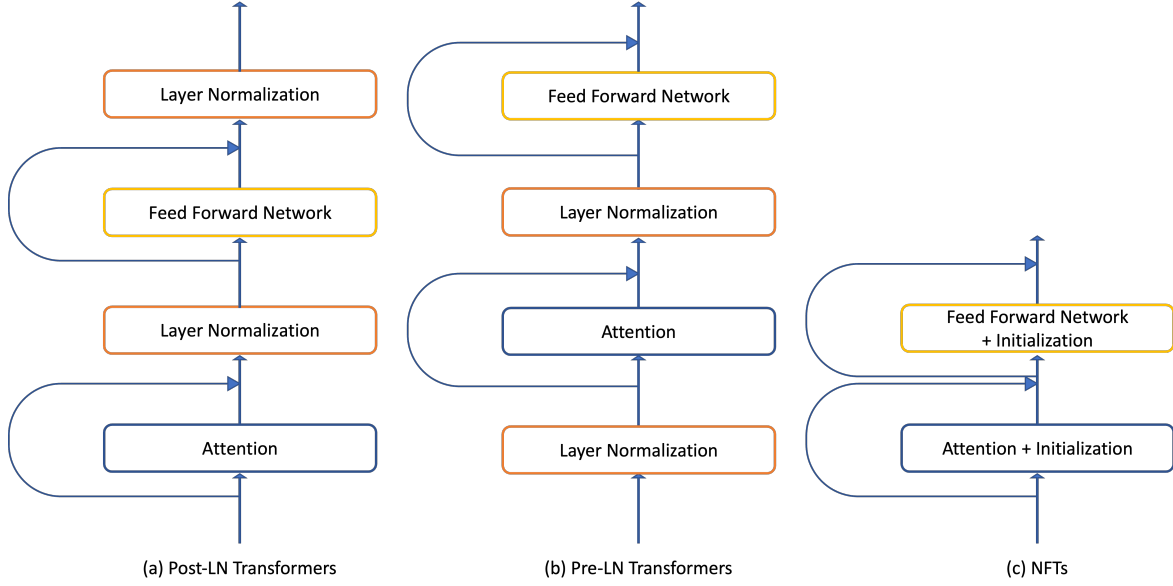 Layer Normalization
Feed Forward Network
Layer Normalization
Attention
(a) Post-LN Transformers
Feed Forward Network
Layer Normalization
Attention
Layer Normalization
(b) Pre-LN Transformers
Feed Forward Network
+ Initialization
Attention + Initialization
(c) NFTs